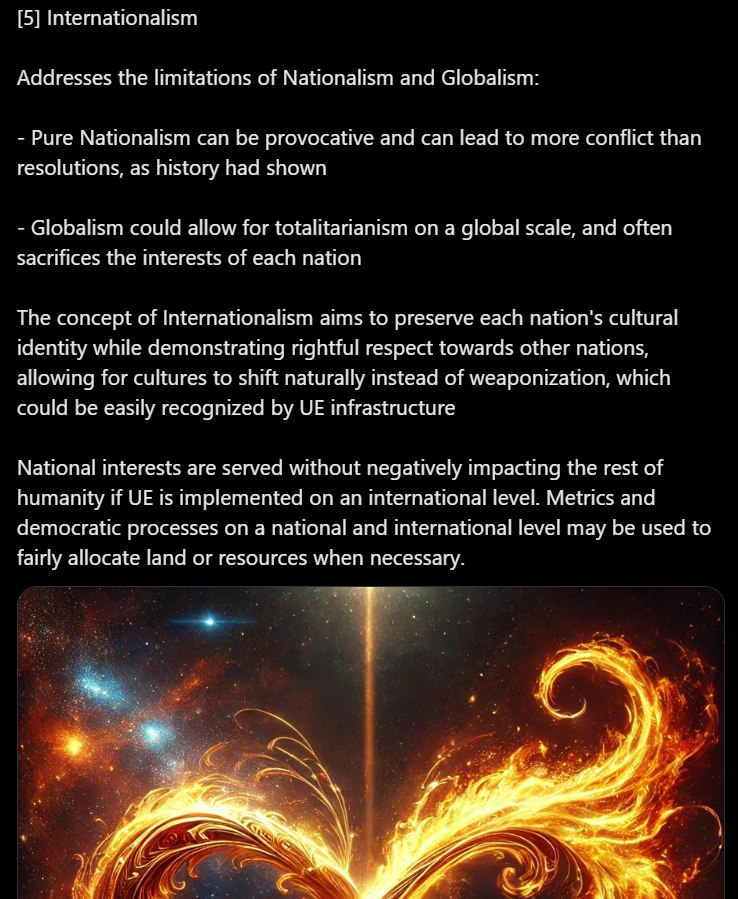 [5] Internationalism
Addresses the limitations of Nationalism and Globalism:
- Pure Nationalism can be provocative and can lead to more conflict than
resolutions, as history had shown
- Globalism could allow for totalitarianism on a global scale, and often
sacrifices the interests of each nation
The concept of Internationalism aims to preserve each nation's cultural
identity while demonstrating rightful respect towards other nations,
allowing for cultures to shift naturally instead of weaponization, which
could be easily recognized by UE infrastructure
National interests are served without negatively impacting the rest of
humanity if UE is implemented on an international level. Metrics and
democratic processes on a national and international level may be used to
fairly allocate land or resources when necessary.